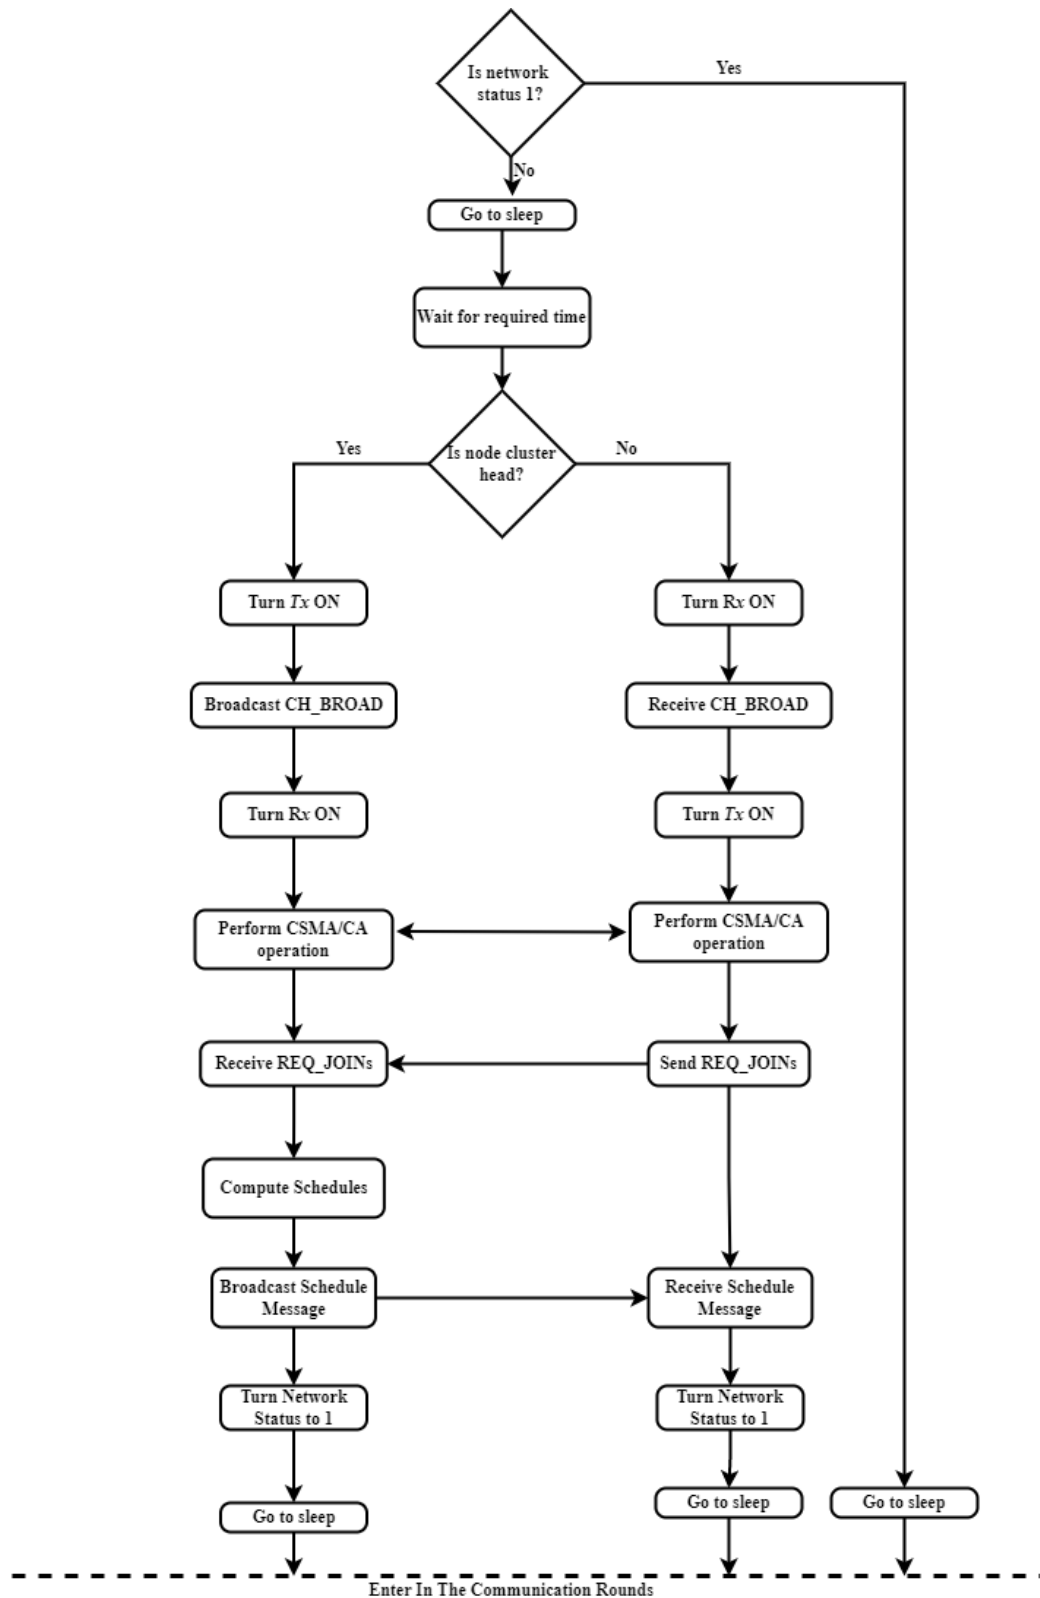 Is network
status 1?
Yes
No
Go to sleep
Wait for required time
Is node cluster
head?
Yes
No
Turn Tx ON
Turn Rx ON
Broadcast CH_BROAD
Receive CH_BROAD
Turn Rx ON
Turn Tx ON
Perform CSMA/CA
operation
Perform CSMA/CA
operation
Receive REQ_JOINs
Send REQ_JOINs
Compute Schedules
Broadcast Schedule
Message
Receive Schedule
Message
Turn Network
Status to 1
Turn Network
Status to 1
Go to sleep
Go to sleep
Go to sleep
Enter In The Communication Rounds